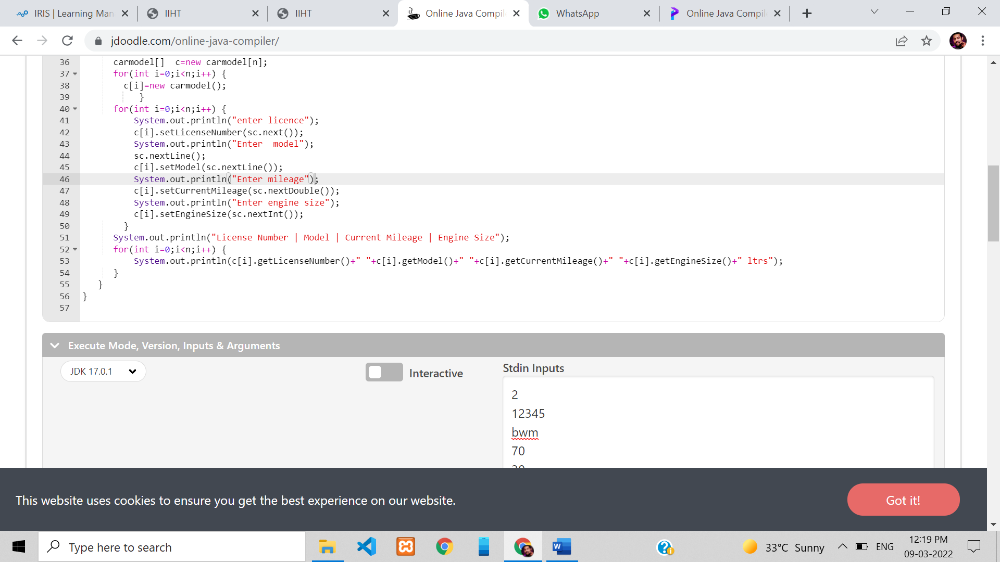 IRIS | Learning Man
IIHT
IIHT
Online Java Compil
WhatsApp
Online Java Compil
jdoodle.com/online-java-compiler/
36 carmodel[]  c=new carmodel[n];
37 for(int i=0;i<n;i++) {
38 c[i]=new carmodel();
39 }
40 for(int i=0;i<n;i++) {
41 System.out.println("enter licence");
42 c[i].setLicenseNumber(sc.next());
43 System.out.println("Enter  model");
44 sc.nextLine();
45 c[i].setModel(sc.nextLine());
46 System.out.println("Enter mileage");
47 c[i].setCurrentMileage(sc.nextDouble());
48 System.out.println("Enter engine size");
49 c[i].setEngineSize(sc.nextInt());
50 }
51 System.out.println("License Number | Model | Current Mileage | Engine Size");
52 for(int i=0;i<n;i++) {
53 System.out.println(c[i].getLicenseNumber()+" "+c[i].getModel()+" "+c[i].getCurrentMileage()+" "+c[i].getEngineSize()+" ltrs");
54 }
55 }
56 }
57
Execute Mode, Version, Inputs & Arguments
JDK 17.0.1
Interactive
Stdin Inputs
2
12345
bwm
70
This website uses cookies to ensure you get the best experience on our website.
Got it!
Type here to search
33°C Sunny
ENG
12:19 PM
09-03-2022